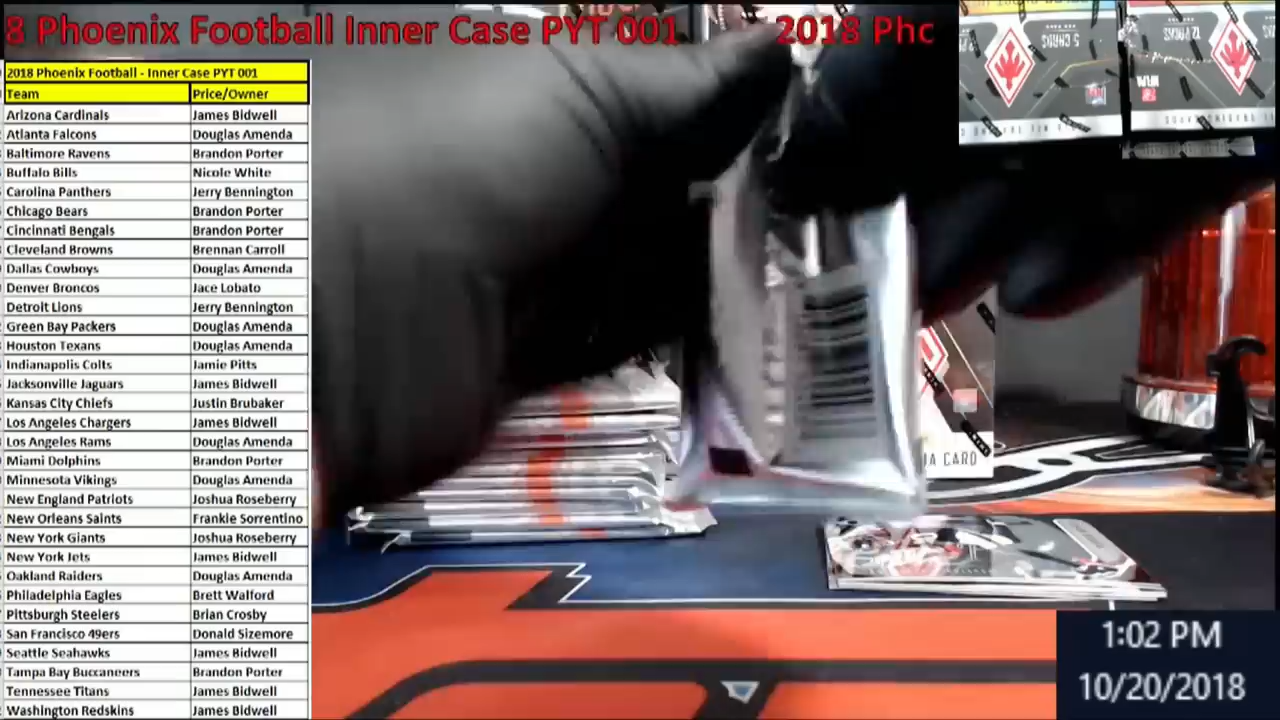 8 Phoenix Football Inner Case PYT 001 2018 Pho
2018 Phoenix Football - Inner Case PYT 001
Team Price/Owner
Arizona Cardinals James Bidwell
Atlanta Falcons Douglas Amenda
Baltimore Ravens Brandon Porter
Buffalo Bills Nicole White
Carolina Panthers Jerry Bennington
Chicago Bears Brandon Porter
Cincinnati Bengals Brandon Porter
Cleveland Browns Brennan Carroll
Dallas Cowboys Douglas Amenda
Denver Broncos Jace Lobato
Detroit Lions Jerry Bennington
Green Bay Packers Douglas Amenda
Houston Texans Douglas Amenda
Indianapolis Colts Jamie Pitts
Jacksonville Jaguars James Bidwell
Kansas City Chiefs Justin Brubaker
Los Angeles Chargers James Bidwell
Los Angeles Rams Douglas Amenda
Miami Dolphins Brandon Porter
Minnesota Vikings Douglas Amenda
New England Patriots Joshua Roseberry
New Orleans Saints Frankie Sorrentino
New York Giants Joshua Roseberry
New York Jets James Bidwell
Oakland Raiders Douglas Amenda
Philadelphia Eagles Brett Walford
Pittsburgh Steelers Brian Crosby
San Francisco 49ers Donald Sizemore
Seattle Seahawks James Bidwell
Tampa Bay Buccaneers Brandon Porter
Tennessee Titans James Bidwell
Washington Redskins James Bidwell
5 CARDS
12 PACKS
CARD
1:02 PM
10/20/2018